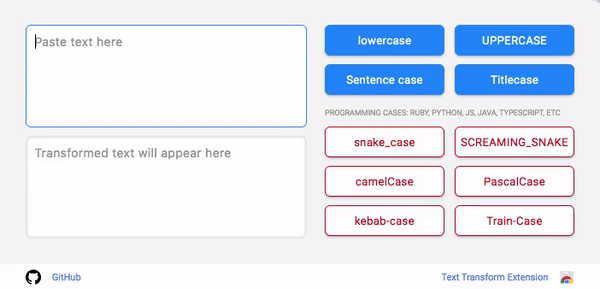 Paste text here
Transformed text will appear here
lowercase
UPPERCASE
Sentence case
Titlecase
PROGRAMMING CASES: RUBY, PYTHON, JS, JAVA, TYPESCRIPT, ETC
snake_case
SCREAMING_SNAKE
camelCase
PascalCase
kebab-case
Train-Case
GitHub
Text Transform Extension